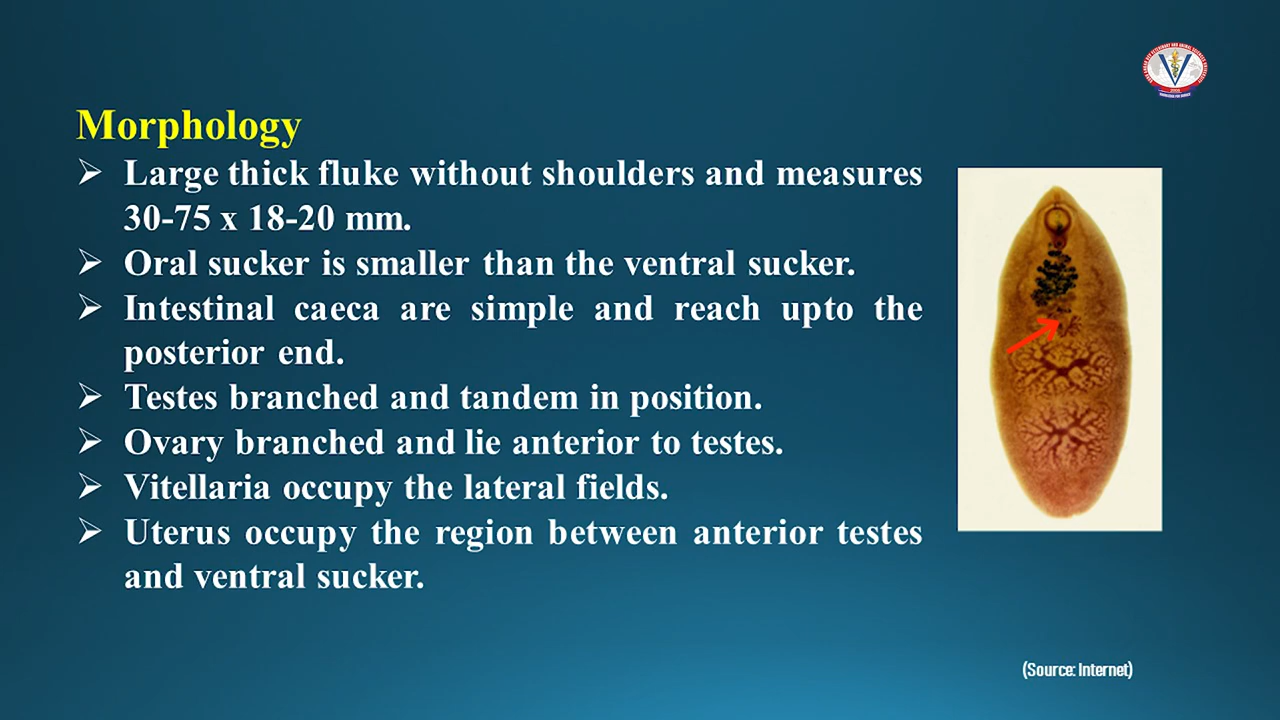 Morphology
➢ Large thick fluke without shoulders and measures
30-75 x 18-20 mm.
➢ Oral sucker is smaller than the ventral sucker.
➢ Intestinal caeca are simple and reach upto the
posterior end.
➢ Testes branched and tandem in position.
➢ Ovary branched and lie anterior to testes.
➢ Vitellaria occupy the lateral fields.
➢ Uterus occupy the region between anterior testes
and ventral sucker.
(Source: Internet)